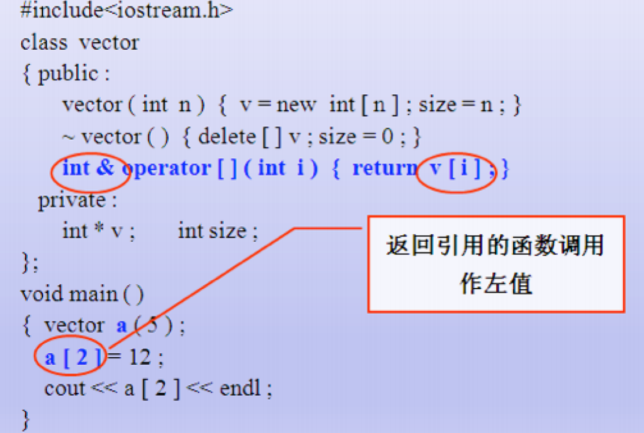 #include<iostream.h>
class vector
{ public :
vector ( int n ) { v = new int [ n ] ; size = n ; }
~ vector ( ) { delete [ ] v ; size = 0 ; }
int & operator [ ] ( int i ) { return v [ i ] ; }
private :
int * v ; int size ;
};
返回引用的函数调用
作左值
void main ( )
{ vector a ( 5 ) ;
a [ 2 ] = 12 ;
cout << a [ 2 ] << endl ;
}